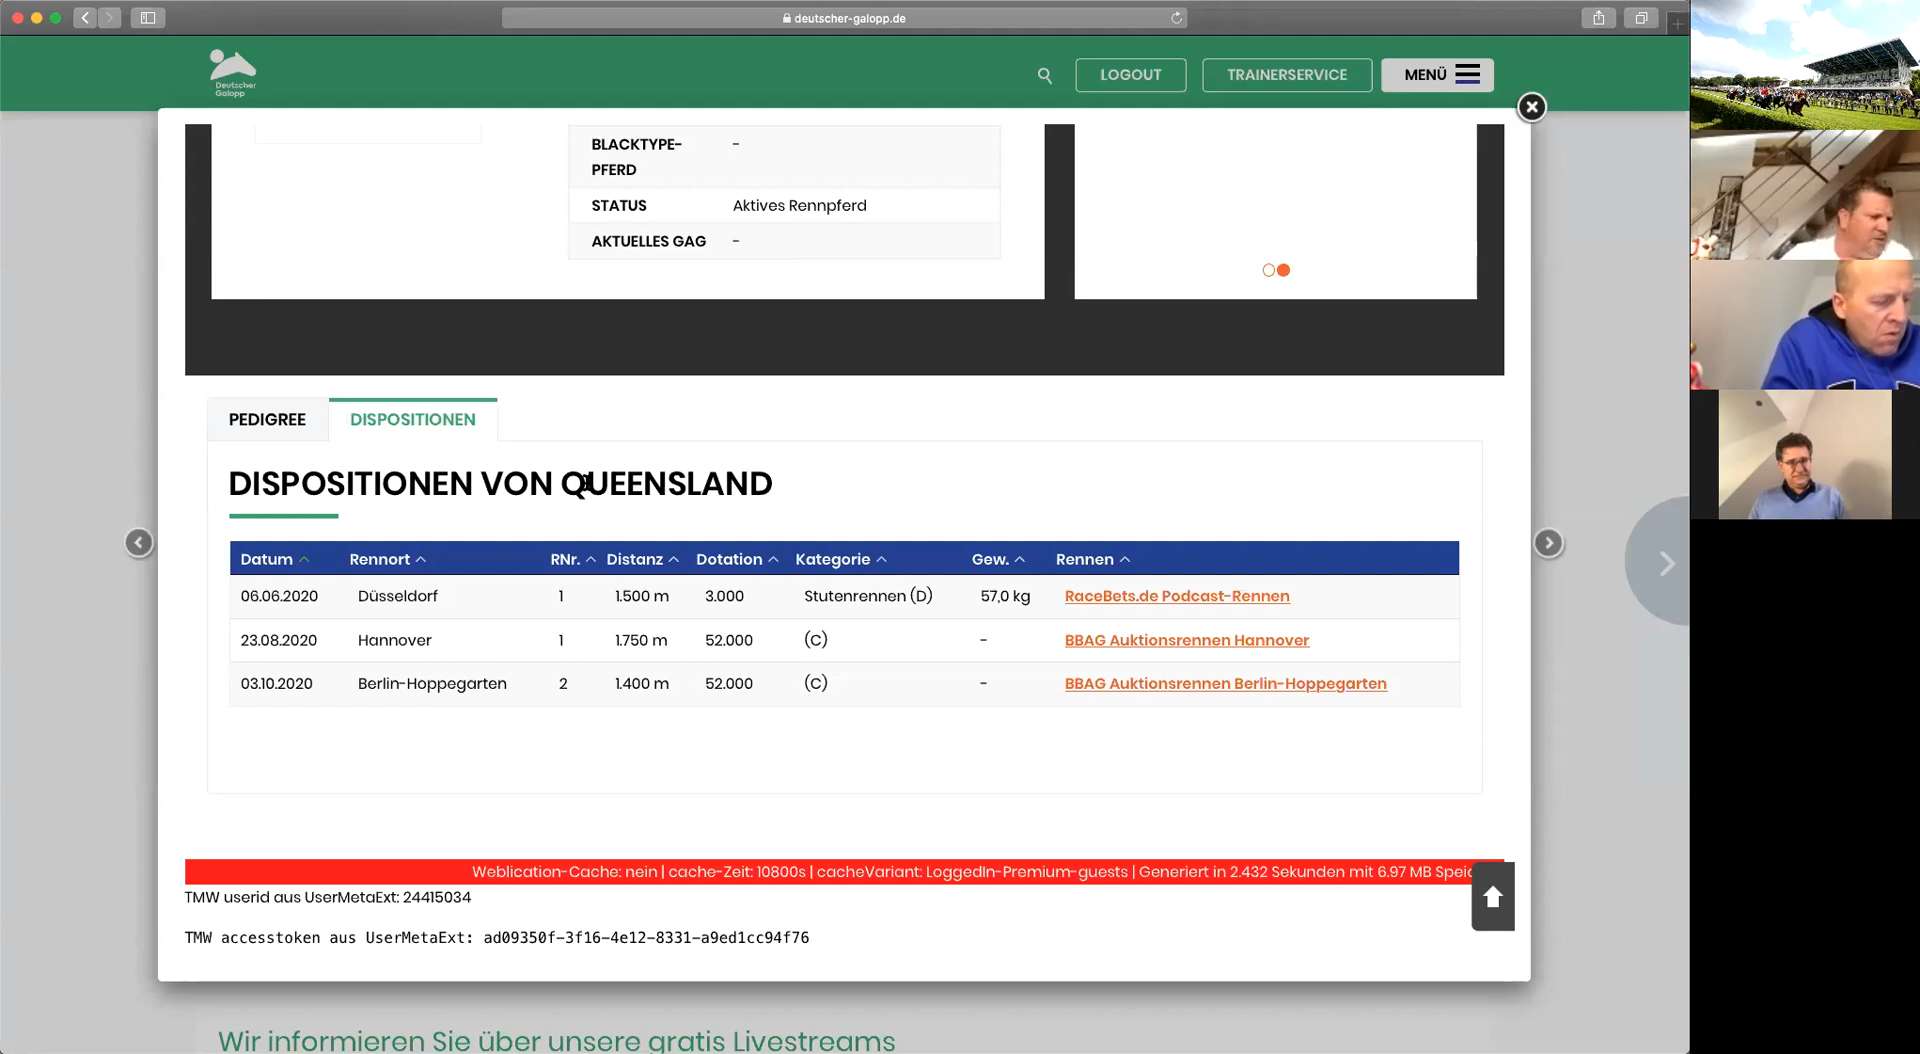 deutscher-galopp.de
Deutscher
Galopp
LOGOUT
TRAINERSERVICE
MENÜ
BLACKTYPE- -
PFERD
STATUS Aktives Rennpferd
AKTUELLES GAG -
PEDIGREE
DISPOSITIONEN
DISPOSITIONEN VON QUEENSLAND
Datum Rennort RNr. Distanz Dotation Kategorie Gew. Rennen
06.06.2020 Düsseldorf 1 1.500 m 3.000 Stutenrennen (D) 57,0 kg RaceBets.de Podcast-Rennen
23.08.2020 Hannover 1 1.750 m 52.000 (C) - BBAG Auktionsrennen Hannover
03.10.2020 Berlin-Hoppegarten 2 1.400 m 52.000 (C) - BBAG Auktionsrennen Berlin-Hoppegarten
Weblication-Cache: nein | cache-Zeit: 10800s | cacheVariant: LoggedIn-Premium-guests | Generiert in 2.432 Sekunden mit 6.97 MB
TMW userid aus UserMetaExt: 24415034
TMW accesstoken aus UserMetaExt: ad09350f-3f16-4e12-8331-a9ed1cc94f76
Wir informieren Sie über unsere gratis Livestreams